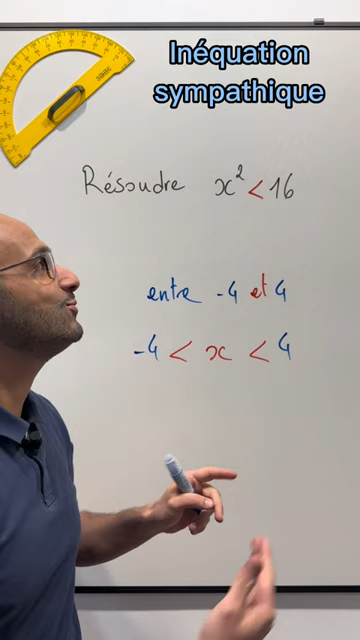 Inéquation
sympathique
Résoudre x² < 16
entre -4 et 4
-4 < x < 4